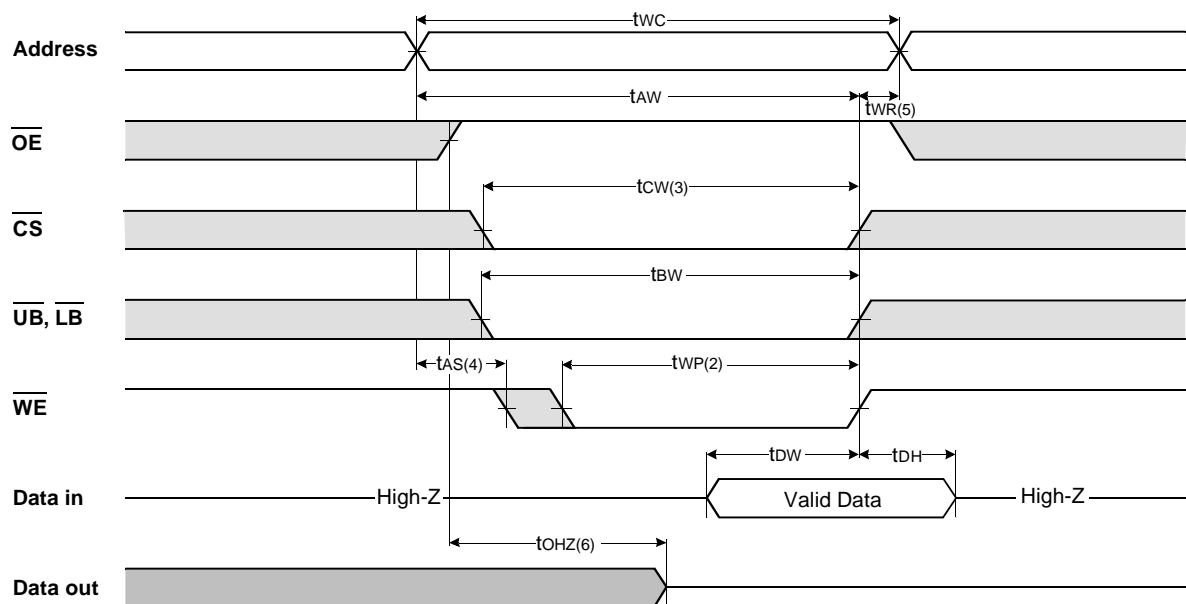 tWC
Address
tAW
tWR(5)
OE
tCW(3)
CS
tBW
UB, LB
tAS(4)
tWP(2)
WE
tDW
tDH
Data in
High-Z
Valid Data
High-Z
tOHZ(6)
Data out